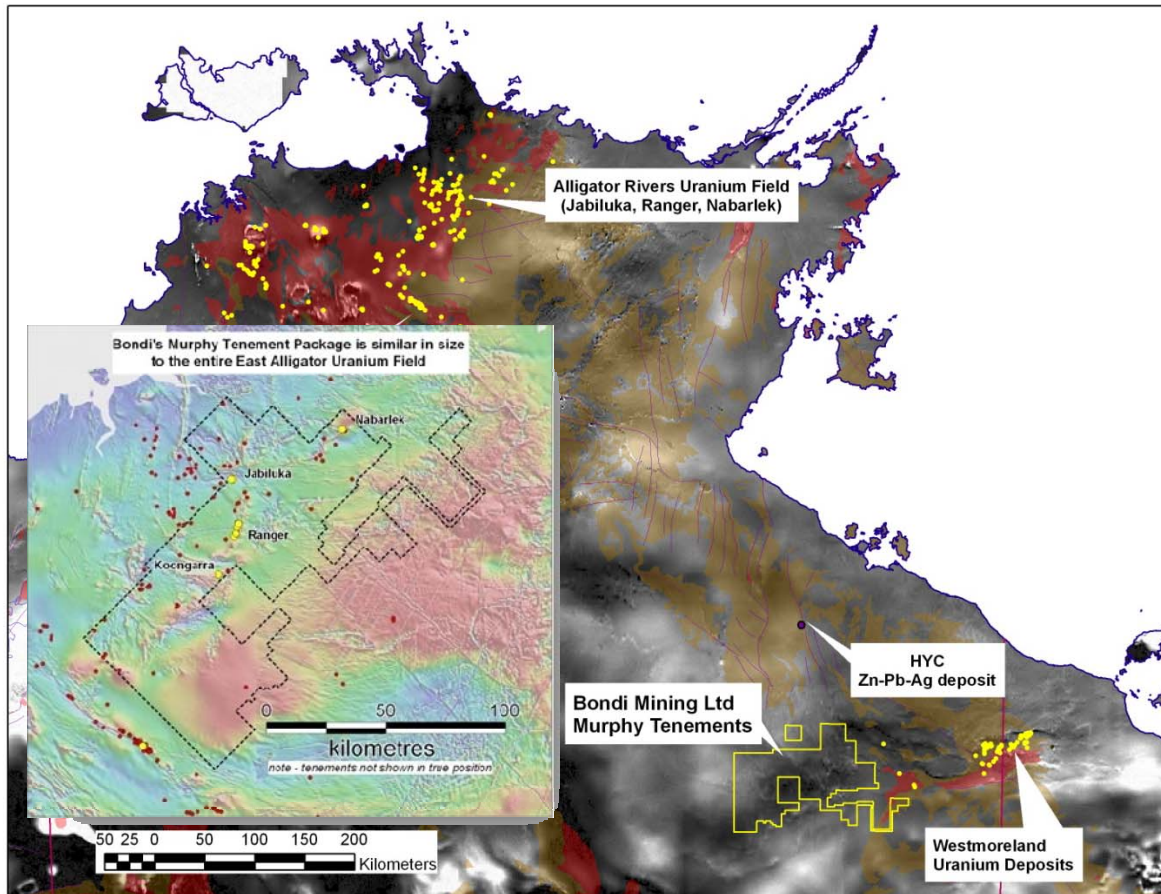 Alligator Rivers Uranium Field
(Jabiluka, Ranger, Nabarlek)
Bondi's Murphy Tenement Package is similar in size
to the entire East Alligator Uranium Field
Nabarlek
Jabiluka
Ranger
Koongarra
0 50 100
kilometres
note - tenements not shown in true position
HYC
Zn-Pb-Ag deposit
Bondi Mining Ltd
Murphy Tenements
Westmoreland
Uranium Deposits
50 25 0 50 100 150 200
Kilometers